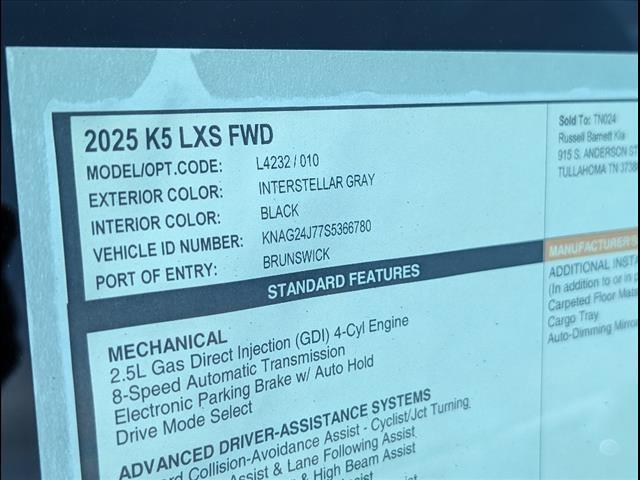 2025 K5 LXS FWD
MODEL/OPT.CODE: L4232 / 010
EXTERIOR COLOR: INTERSTELLAR GRAY
INTERIOR COLOR: BLACK
VEHICLE ID NUMBER: KNAG24J77S5366780
PORT OF ENTRY: BRUNSWICK
Sold To: TN024
Russell Barnett Kia
915 S. ANDERSON ST
TULLAHOMA TN
STANDARD FEATURES
MECHANICAL
2.5L Gas Direct Injection (GDI) 4-Cyl Engine
8-Speed Automatic Transmission
Electronic Parking Brake w/ Auto Hold
Drive Mode Select
ADVANCED DRIVER-ASSISTANCE SYSTEMS
Collision-Avoidance Assist - Cyclist/Jct Turning
Assist & Lane Following Assist
& High Beam Assist
MANUFACTURER'S
ADDITIONAL
(In addition to or in
Carpeted Floor
Cargo Tray
Auto-Dimming